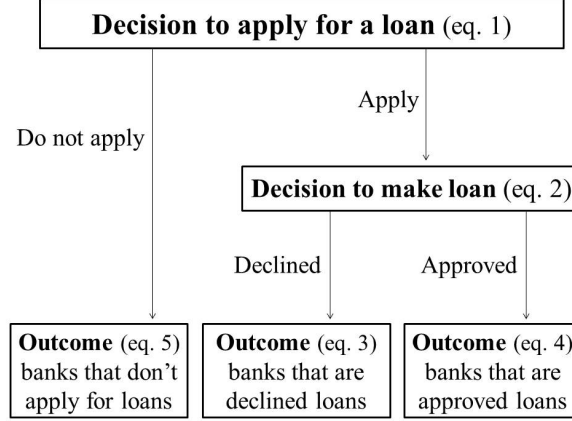 Decision to apply for a loan (eq. 1)
Do not apply
Apply
Decision to make loan (eq. 2)
Declined
Approved
Outcome (eq. 5)
banks that don't
apply for loans
Outcome (eq. 3)
banks that are
declined loans
Outcome (eq. 4)
banks that are
approved loans